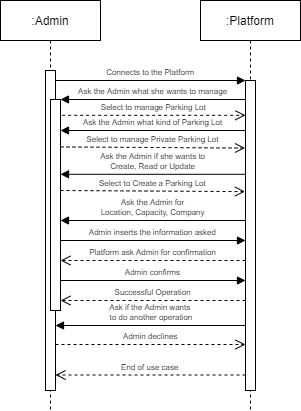 :Admin
:Platform
Connects to the Platform
Ask the Admin what she wants to manage
Select to manage Parking Lot
Ask the Admin what kind of Parking Lot
Select to manage Private Parking Lot
Ask the Admin if she wants to
Create, Read or Update
Select to Create a Parking Lot
Ask the Admin for
Location, Capacity, Company
Admin inserts the information asked
Platform ask Admin for confirmation
Admin confirms
Successful Operation
Ask if the Admin wants
to do another operation
Admin declines
End of use case